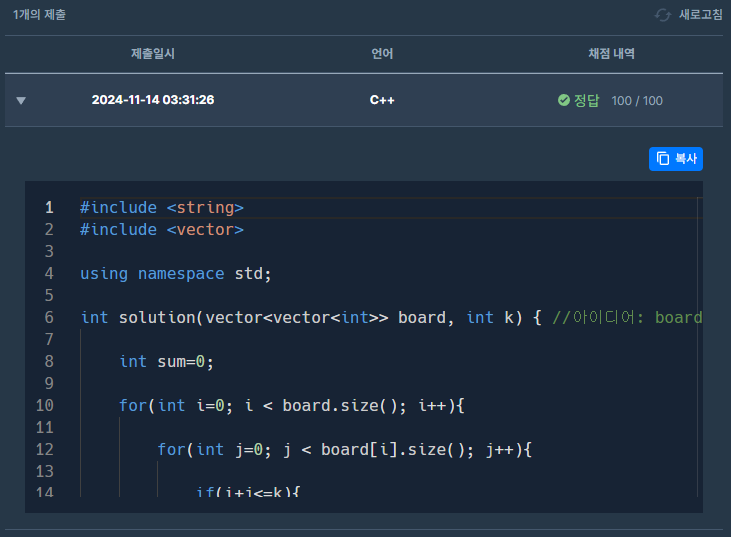 1개의 제출
새로고침
제출일시 언어 채점 내역
2024-11-14 03:31:26 C++ 정답 100 / 100
복사
1 #include <string>
2 #include <vector>
3
4 using namespace std;
5
6 int solution(vector<vector<int>> board, int k) { //아이디어: board
7
8 int sum=0;
9
10 for(int i=0; i < board.size(); i++){
11
12 for(int j=0; j < board[i].size(); j++){
13
14 if(i+j<=k){